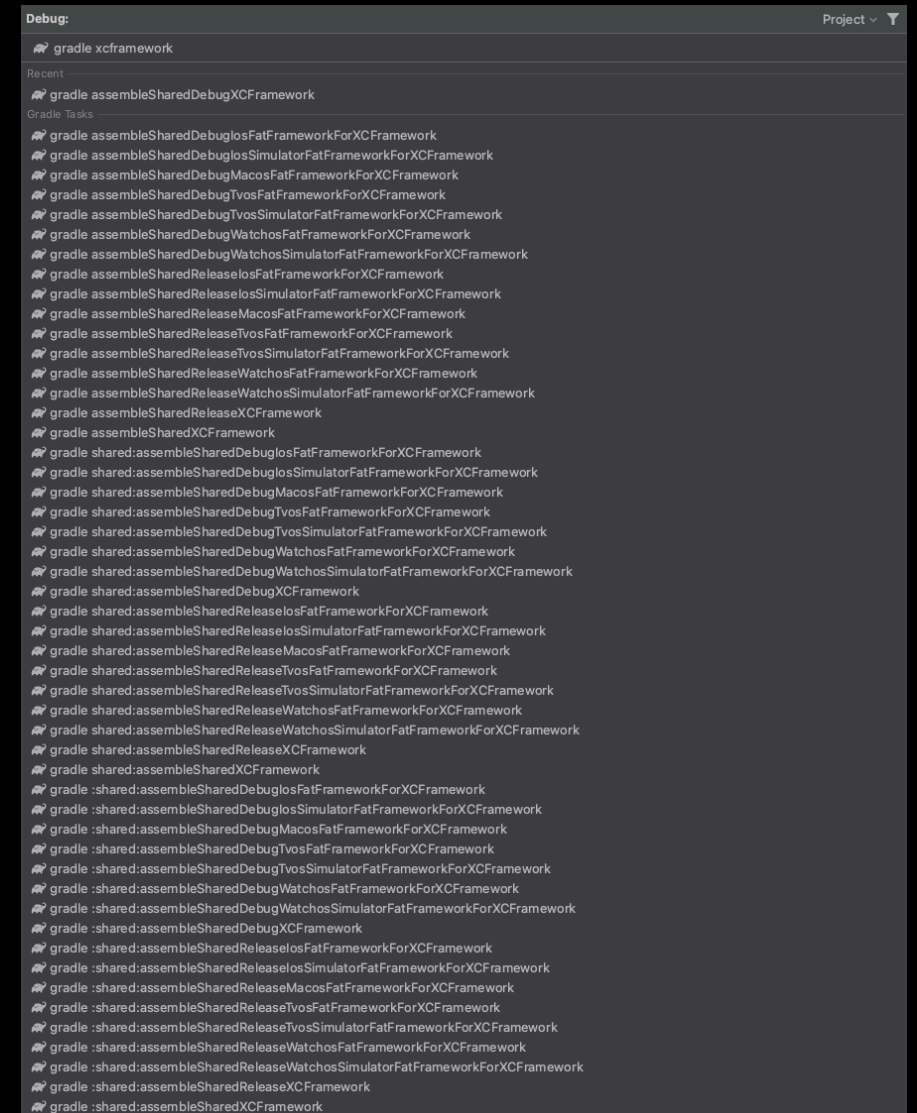 Debug:
Project
gradle xcframework
Recent
gradle assembleSharedDebugXCFramework
Gradle Tasks
gradle assembleSharedDebugIosFatFrameworkForXCFramework
gradle assembleSharedDebugIosSimulatorFatFrameworkForXCFramework
gradle assembleSharedDebugMacosFatFrameworkForXCFramework
gradle assembleSharedDebugTvosFatFrameworkForXCFramework
gradle assembleSharedDebugTvosSimulatorFatFrameworkForXCFramework
gradle assembleSharedDebugWatchosFatFrameworkForXCFramework
gradle assembleSharedDebugWatchosSimulatorFatFrameworkForXCFramework
gradle assembleSharedReleaseIosFatFrameworkForXCFramework
gradle assembleSharedReleaseIosSimulatorFatFrameworkForXCFramework
gradle assembleSharedReleaseMacosFatFrameworkForXCFramework
gradle assembleSharedReleaseTvosFatFrameworkForXCFramework
gradle assembleSharedReleaseTvosSimulatorFatFrameworkForXCFramework
gradle assembleSharedReleaseWatchosFatFrameworkForXCFramework
gradle assembleSharedReleaseWatchosSimulatorFatFrameworkForXCFramework
gradle assembleSharedReleaseXCFramework
gradle assembleSharedXCFramework
gradle shared:assembleSharedDebugIosFatFrameworkForXCFramework
gradle shared:assembleSharedDebugIosSimulatorFatFrameworkForXCFramework
gradle shared:assembleSharedDebugMacosFatFrameworkForXCFramework
gradle shared:assembleSharedDebugTvosFatFrameworkForXCFramework
gradle shared:assembleSharedDebugTvosSimulatorFatFrameworkForXCFramework
gradle shared:assembleSharedDebugWatchosFatFrameworkForXCFramework
gradle shared:assembleSharedDebugWatchosSimulatorFatFrameworkForXCFramework
gradle shared:assembleSharedDebugXCFramework
gradle shared:assembleSharedReleaseIosFatFrameworkForXCFramework
gradle shared:assembleSharedReleaseIosSimulatorFatFrameworkForXCFramework
gradle shared:assembleSharedReleaseMacosFatFrameworkForXCFramework
gradle shared:assembleSharedReleaseTvosFatFrameworkForXCFramework
gradle shared:assembleSharedReleaseTvosSimulatorFatFrameworkForXCFramework
gradle shared:assembleSharedReleaseWatchosFatFrameworkForXCFramework
gradle shared:assembleSharedReleaseWatchosSimulatorFatFrameworkForXCFramework
gradle shared:assembleSharedReleaseXCFramework
gradle shared:assembleSharedXCFramework
gradle :shared:assembleSharedDebugIosFatFrameworkForXCFramework
gradle :shared:assembleSharedDebugIosSimulatorFatFrameworkForXCFramework
gradle :shared:assembleSharedDebugMacosFatFrameworkForXCFramework
gradle :shared:assembleSharedDebugTvosFatFrameworkForXCFramework
gradle :shared:assembleSharedDebugTvosSimulatorFatFrameworkForXCFramework
gradle :shared:assembleSharedDebugWatchosFatFrameworkForXCFramework
gradle :shared:assembleSharedDebugWatchosSimulatorFatFrameworkForXCFramework
gradle :shared:assembleSharedDebugXCFramework
gradle :shared:assembleSharedReleaseIosFatFrameworkForXCFramework
gradle :shared:assembleSharedReleaseIosSimulatorFatFrameworkForXCFramework
gradle :shared:assembleSharedReleaseMacosFatFrameworkForXCFramework
gradle :shared:assembleSharedReleaseTvosFatFrameworkForXCFramework
gradle :shared:assembleSharedReleaseTvosSimulatorFatFrameworkForXCFramework
gradle :shared:assembleSharedReleaseWatchosFatFrameworkForXCFramework
gradle :shared:assembleSharedReleaseWatchosSimulatorFatFrameworkForXCFramework
gradle :shared:assembleSharedReleaseXCFramework
gradle :shared:assembleSharedXCFramework